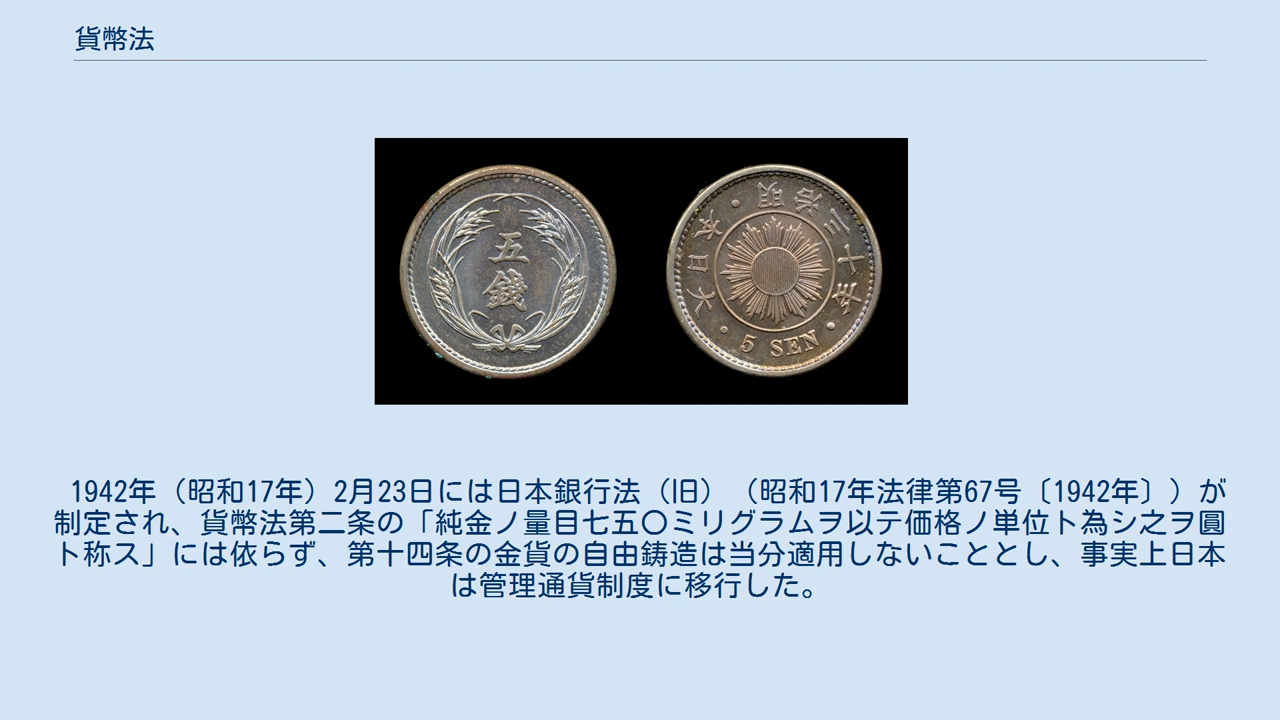 貨幣法
五
錢
大日本・明治三十年・5 SEN
1942年（昭和17年）2月23日には日本銀行法（旧）（昭和17年法律第67号〔1942年〕）が
制定され、貨幣法第二条の「純金ノ量目七五〇ミリグラムヲ以テ価格ノ単位ト為シ之ヲ圓
ト称ス」には依らず、第十四条の金貨の自由鋳造は当分適用しないこととし、事実上日本
は管理通貨制度に移行した。